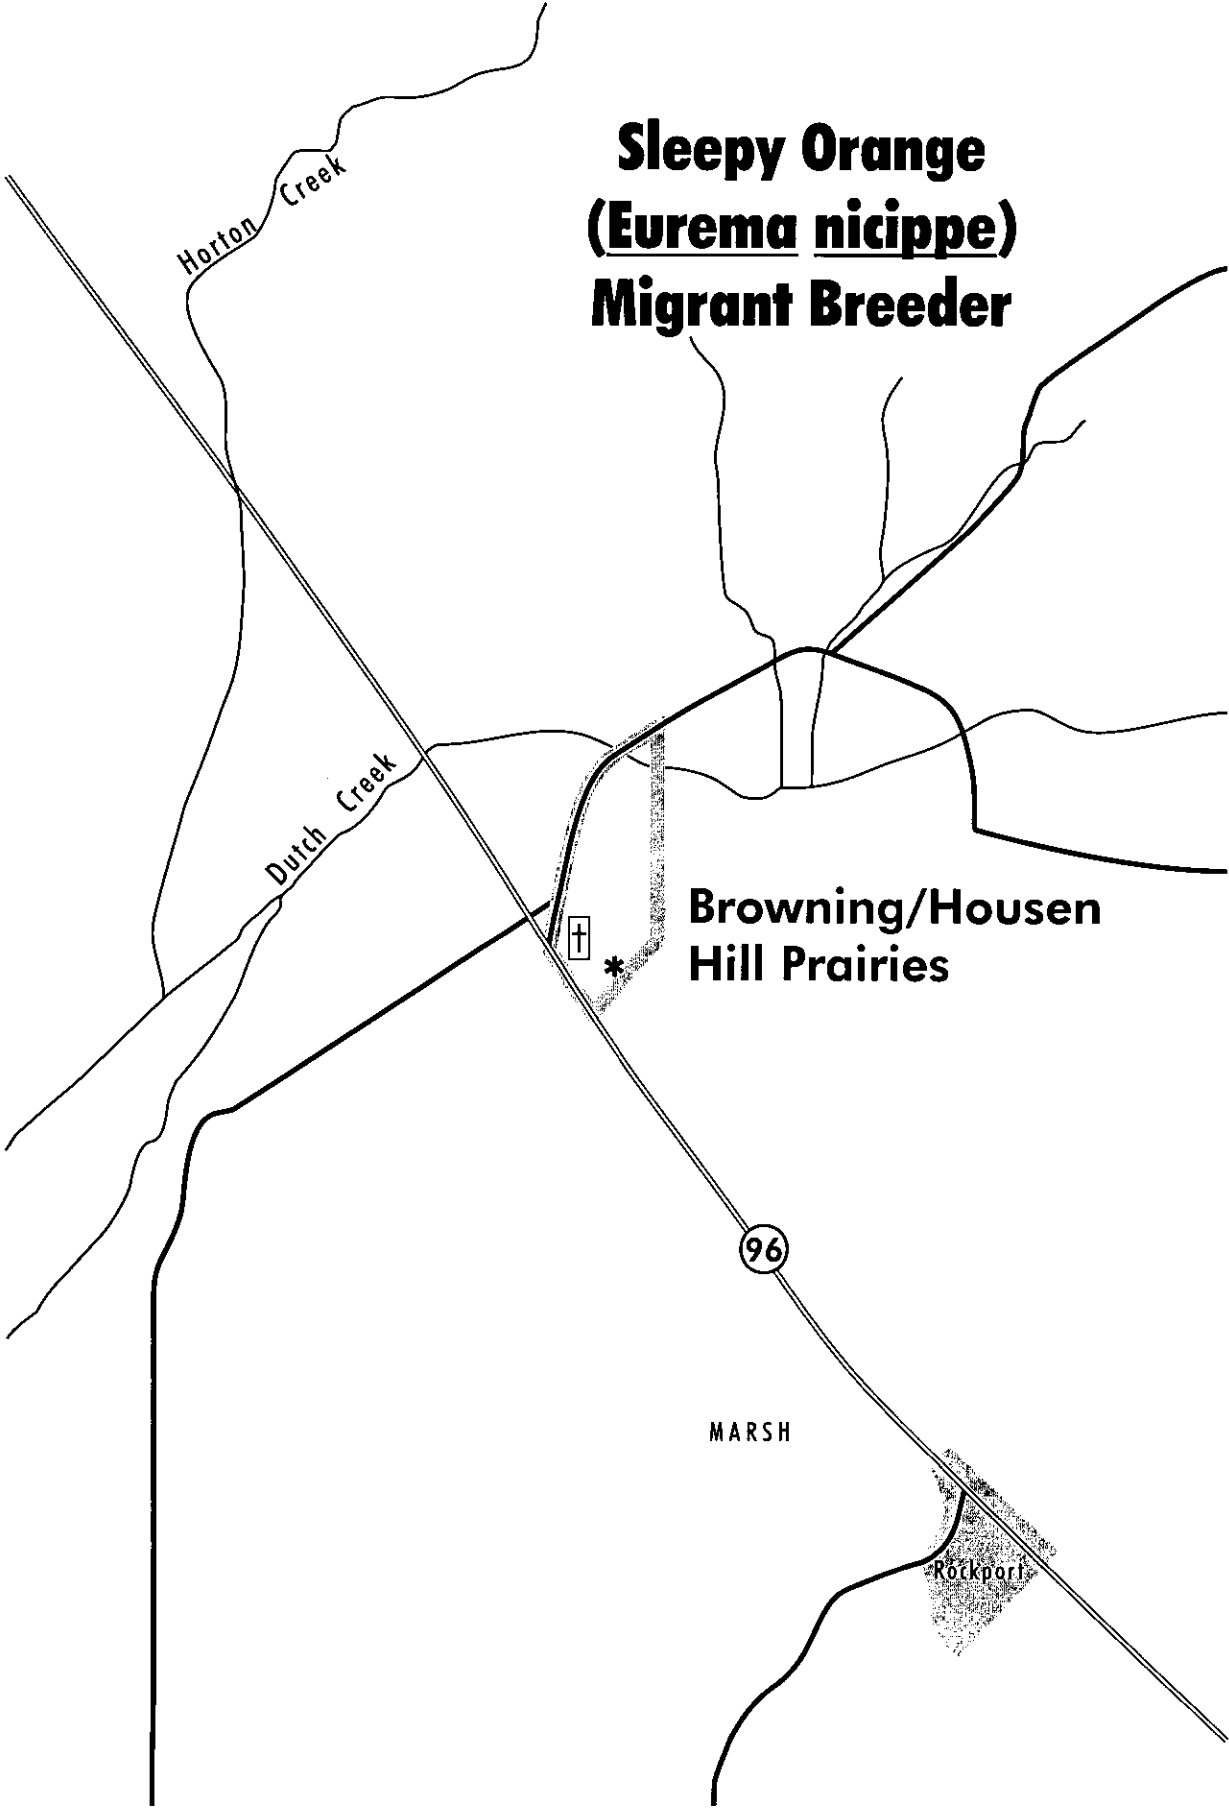 Sleepy Orange
(Eurema nicippe)
Migrant Breeder
Horton Creek
Dutch Creek
Browning/Housen
Hill Prairies
*
96
MARSH
Rockport